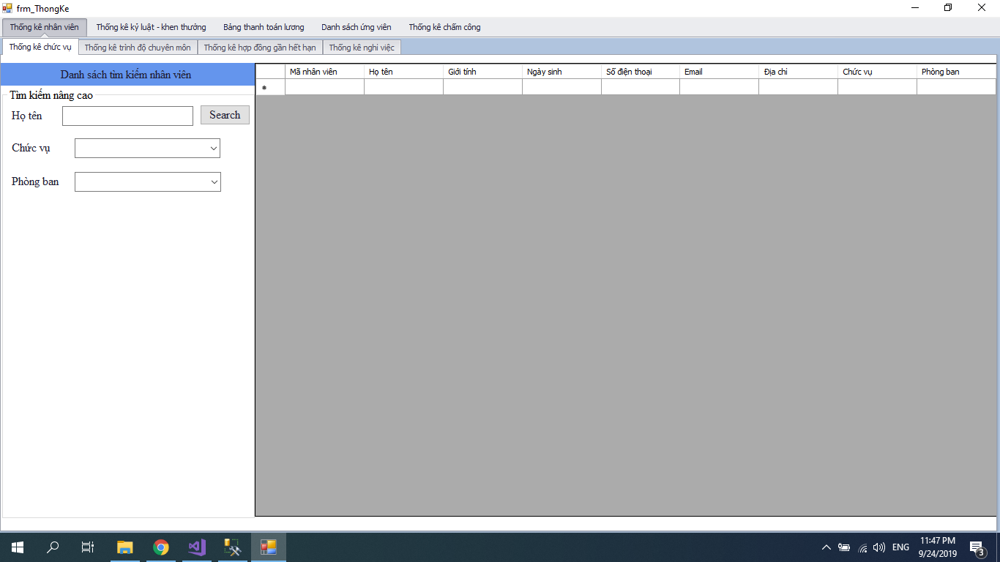 frm_ThongKe
Thống kê nhân viên Thống kê kỷ luật - khen thưởng Bảng thanh toán lương Danh sách ứng viên Thống kê chấm công
Thống kê chức vụ Thống kê trình độ chuyên môn Thống kê hợp đồng gần hết hạn Thống kê nghỉ việc
Danh sách tìm kiếm nhân viên
Mã nhân viên Họ tên Giới tính Ngày sinh Số điện thoại Email Địa chỉ Chức vụ Phòng ban
*
Tìm kiếm nâng cao
Họ tên Search
Chức vụ
Phòng ban
ENG
11:47 PM
9/24/2019
3